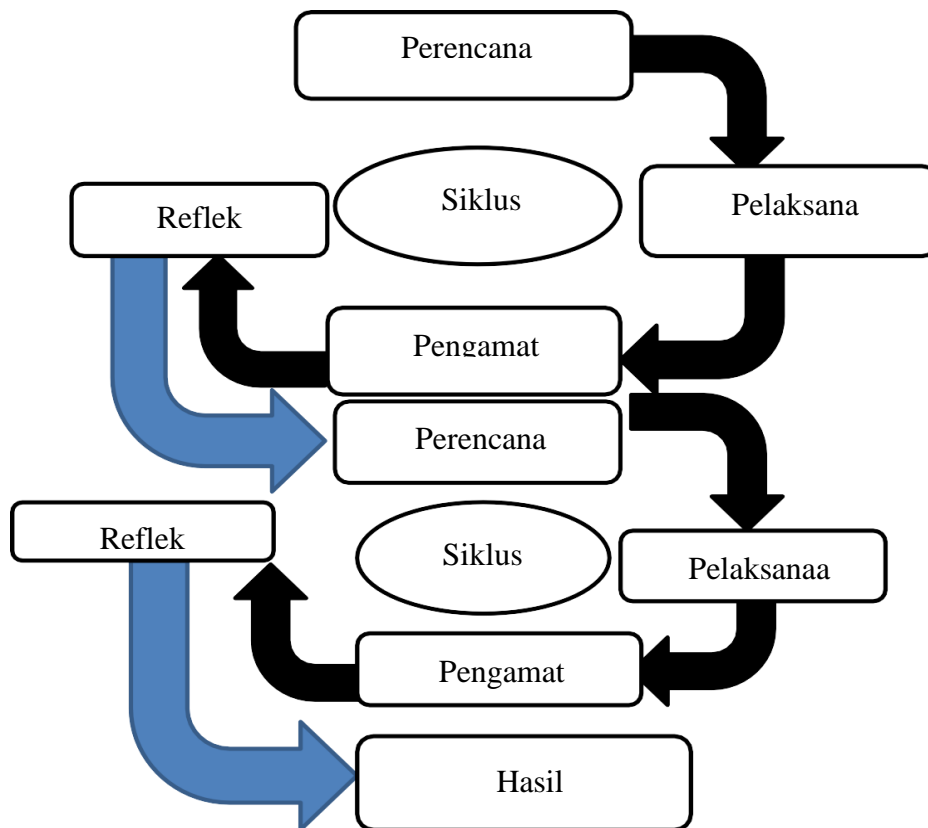 Perencana
Siklus
Pelaksana
Reflek
Pengamat
Perencana
Reflek
Siklus
Pelaksanaa
Pengamat
Hasil